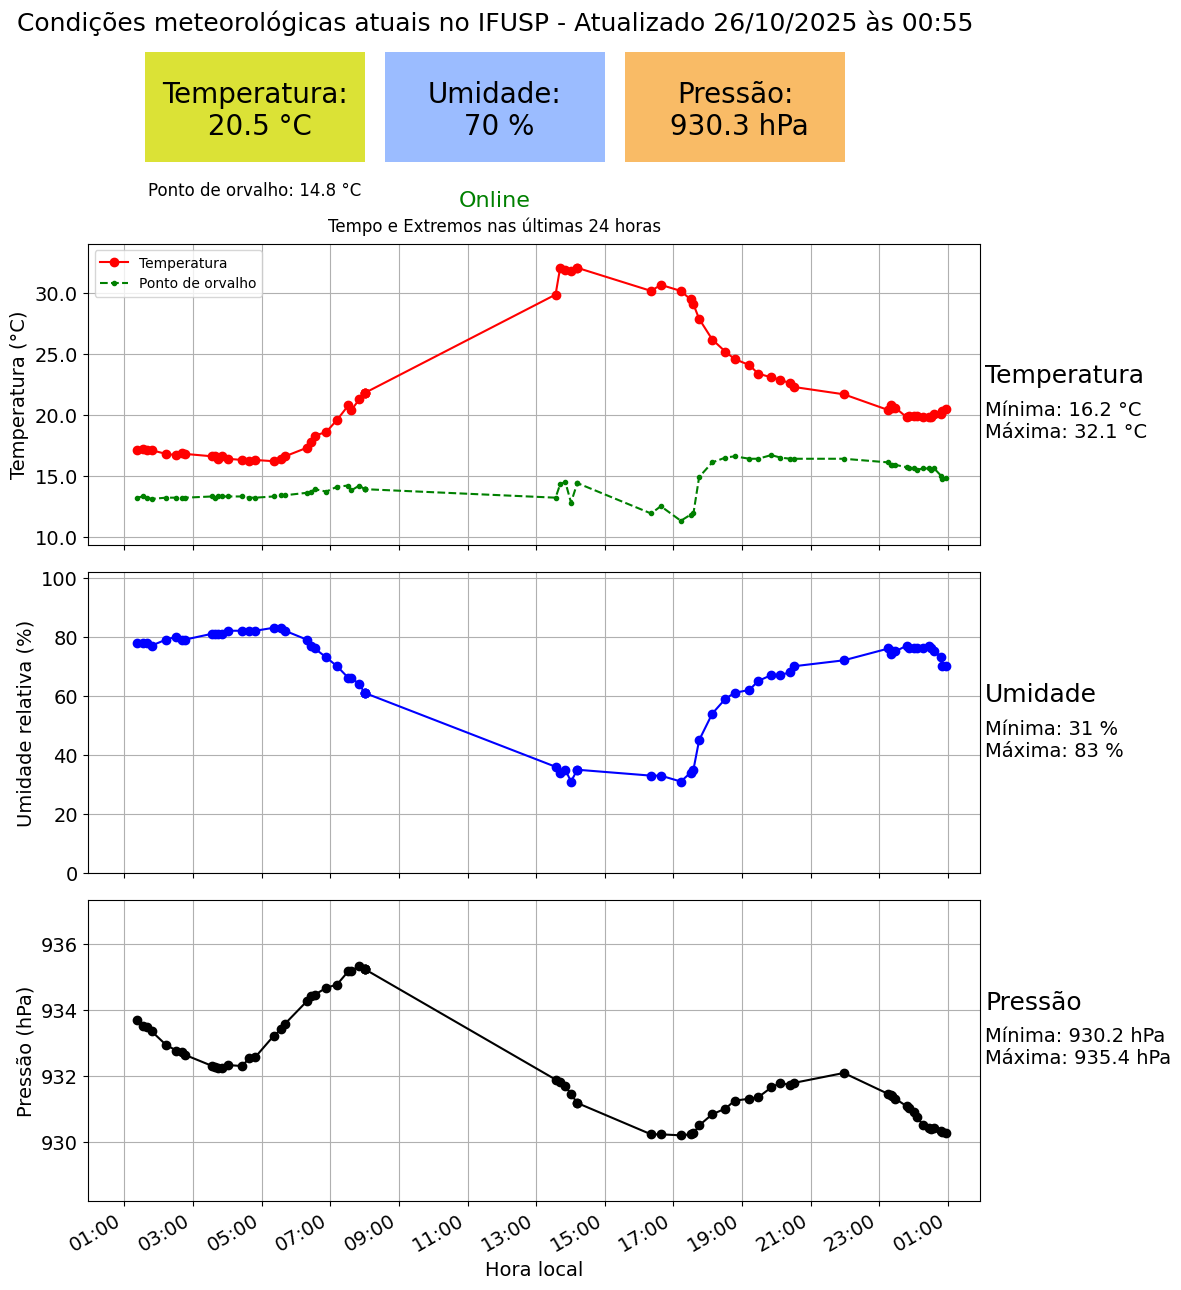 Condições meteorológicas atuais no IFUSP - Atualizado 26/10/2025 às 00:55
Temperatura:
20.5 °C
Umidade:
70 %
Pressão:
930.3 hPa
Ponto de orvalho: 14.8 °C
Online
Tempo e Extremos nas últimas 24 horas
Temperatura
Ponto de orvalho
Temperatura (°C)
30.0
25.0
20.0
15.0
10.0
Temperatura
Mínima: 16.2 °C
Máxima: 32.1 °C
Umidade relativa (%)
100
80
60
40
20
0
Umidade
Mínima: 31 %
Máxima: 83 %
Pressão (hPa)
936
934
932
930
Pressão
Mínima: 930.2 hPa
Máxima: 935.4 hPa
01:00
03:00
05:00
07:00
09:00
11:00
13:00
15:00
17:00
19:00
21:00
23:00
01:00
Hora local